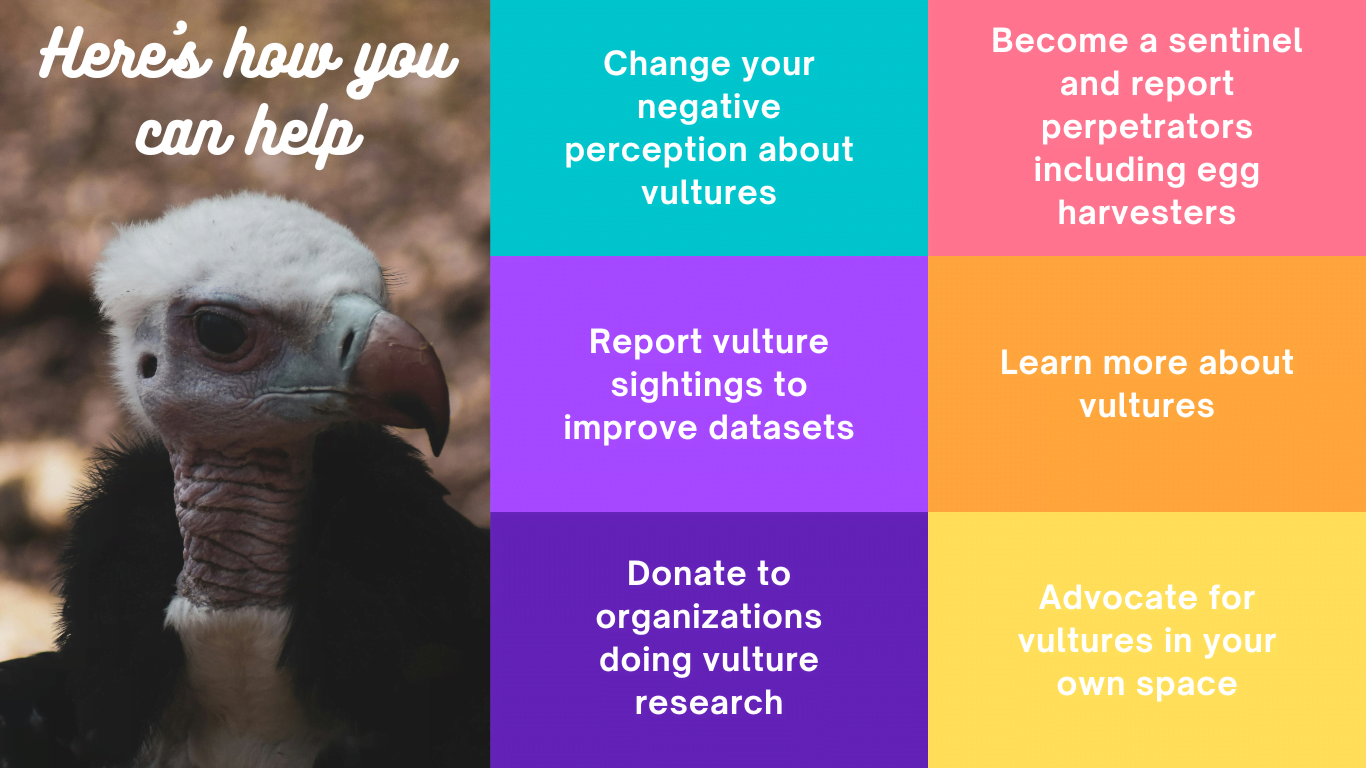 Here's how you
can help
Change your
negative
perception about
vultures
Become a sentinel
and report
perpetrators
including egg
harvesters
Report vulture
sightings to
improve datasets
Learn more about
vultures
Donate to
organizations
doing vulture
research
Advocate for
vultures in your
own space